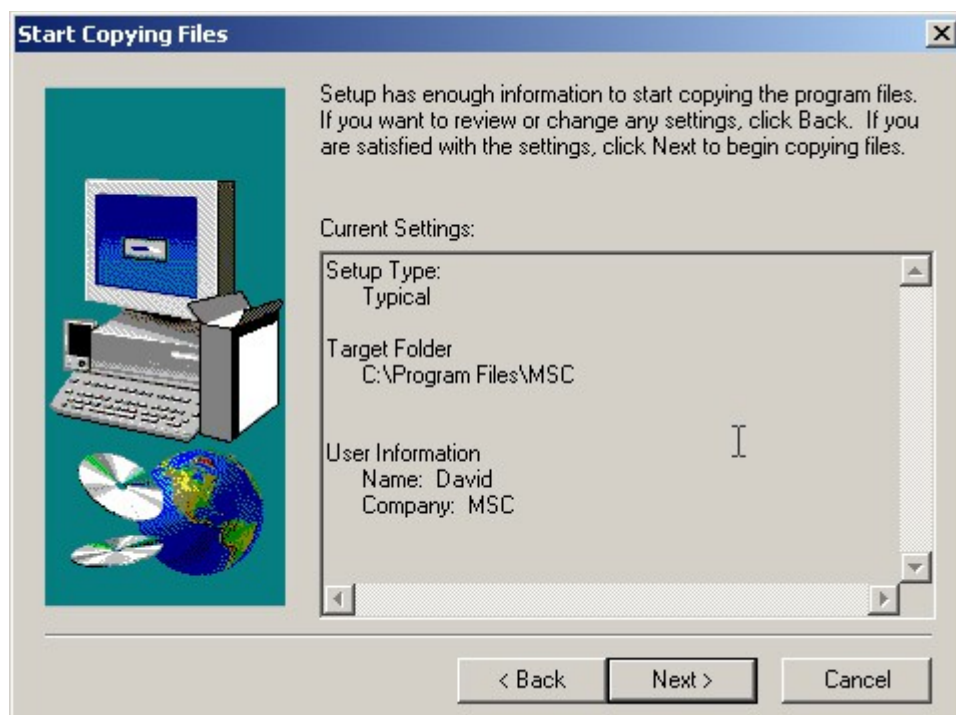 Start Copying Files
Setup has enough information to start copying the program files.
If you want to review or change any settings, click Back. If you
are satisfied with the settings, click Next to begin copying files.
Current Settings:
Setup Type:
Typical
Target Folder
C:\Program Files\MSC
User Information
Name: David
Company: MSC
< Back
Next >
Cancel